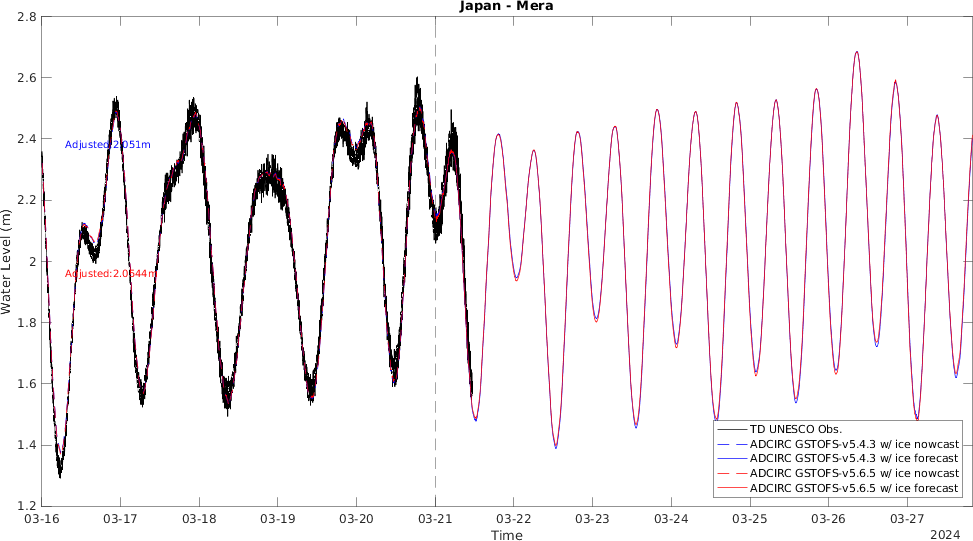 Japan - Mera
2.8
2.6
2.4
2.2
2
1.8
1.6
1.4
1.2
Water Level (m)
Adjusted:2.051m
Adjusted:2.0544m
TD UNESCO Obs.
ADCIRC GSTOFS-v5.4.3 w/ ice nowcast
ADCIRC GSTOFS-v5.4.3 w/ ice forecast
ADCIRC GSTOFS-v5.6.5 w/ ice nowcast
ADCIRC GSTOFS-v5.6.5 w/ ice forecast
03-16 03-17 03-18 03-19 03-20 03-21 03-22 03-23 03-24 03-25 03-26 03-27
Time
2024